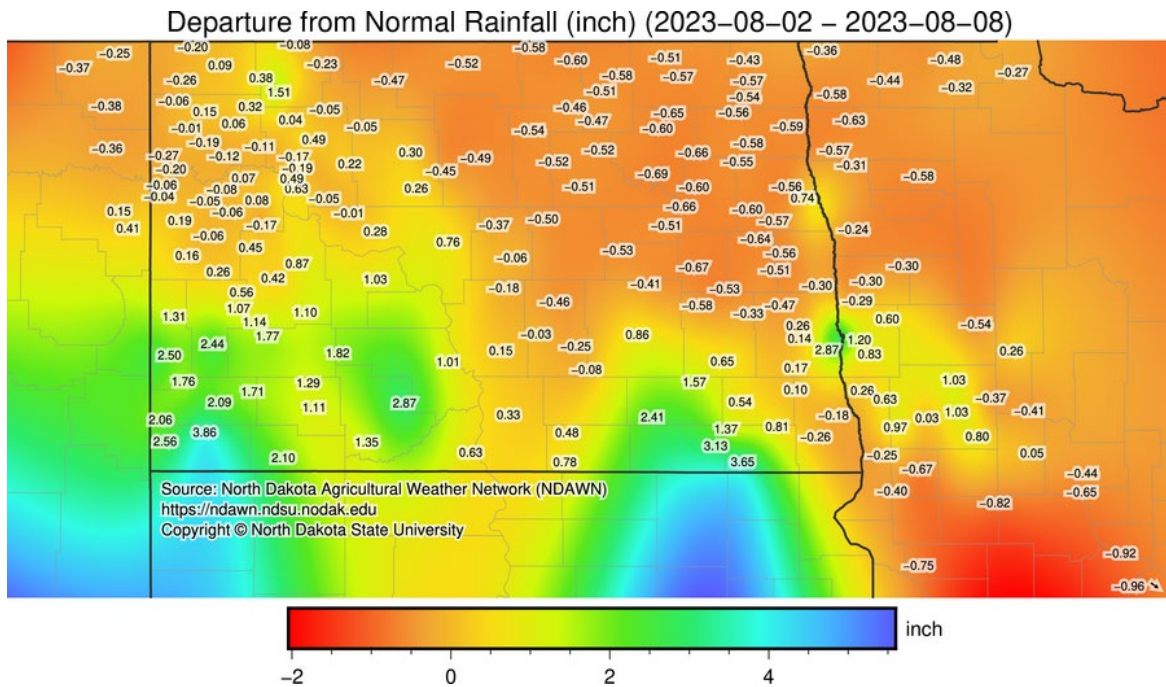 Departure from Normal Rainfall (inch) (2023−08−02 − 2023−08−08)
−0.25 −0.20 −0.08 −0.58 −0.36
−0.37 0.09 −0.23 −0.52 −0.60 −0.51 −0.43 −0.48
−0.26 0.38 −0.47 −0.58 −0.57 −0.57 −0.44 −0.27
1.51 −0.51 −0.54 −0.58 −0.32
−0.38 −0.06 0.32 −0.05 −0.46 −0.65 −0.56
0.15 0.04 −0.47 −0.63
−0.01 0.06 −0.05 −0.54 −0.60 −0.59
−0.36 −0.19 −0.11 0.49 0.30 −0.52 −0.66 −0.58 −0.57
−0.27 −0.12 −0.17 0.22 −0.49 −0.52 −0.55 −0.31
−0.20 −0.19 −0.45 −0.69 −0.58
−0.06 0.07 0.49 0.26 −0.51 −0.60 −0.56
−0.04 −0.08 0.63
−0.05 0.08 −0.05 0.74
0.15 −0.06 −0.01 −0.66 −0.60
0.41 0.19 −0.17 0.28 −0.37 −0.50 −0.51 −0.57 −0.24
−0.06 0.45 0.76 −0.53 −0.64
0.16 0.87 −0.06 −0.56
0.26 0.42 1.03 −0.67 −0.51 −0.30
0.56 −0.18 −0.41 −0.53 −0.30 −0.30
1.31 1.07 1.10 −0.46 −0.58 −0.33 −0.47 −0.29
1.14 0.26 0.60 −0.54
2.44 1.77 −0.03 0.86 0.14 1.20
2.50 1.82 0.15 −0.25 2.87 0.83 0.26
1.01 −0.08 0.65 0.17
1.76 1.71 1.29 1.57 0.10 0.26 1.03
2.09 1.11 2.87 0.54 0.63 −0.37
2.06 0.33 2.41 −0.18 0.03 1.03 −0.41
3.86 0.48 1.37 0.81 0.97
2.56 1.35 3.13 −0.26 0.80
2.10 0.63 0.78 3.65 −0.25 0.05
−0.67 −0.44
Source: North Dakota Agricultural Weather Network (NDAWN) −0.40 −0.65
https://ndawn.ndsu.nodak.edu −0.82
Copyright © North Dakota State University
−0.75 −0.92
−0.96
inch
−2 0 2 4